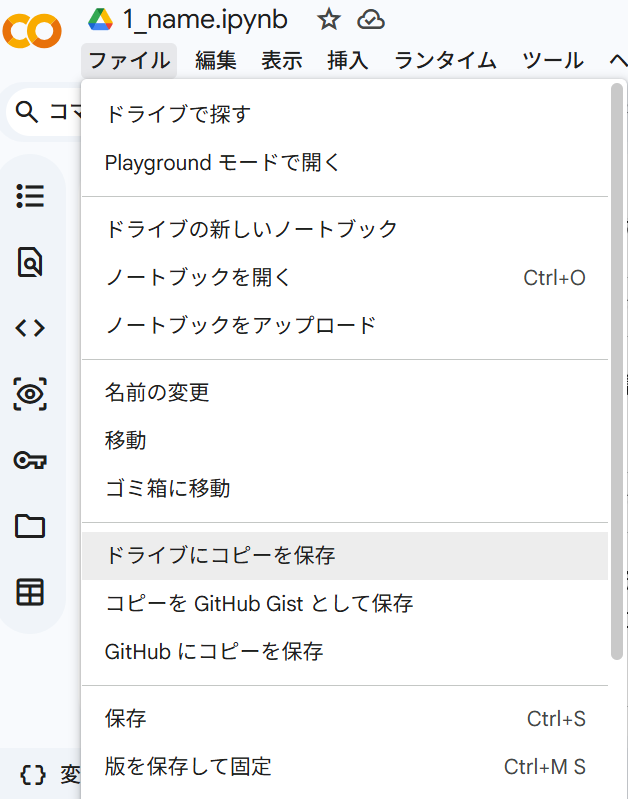 1_name.ipynb
ファイル 編集 表示 挿入 ランタイム ツール
コマ
ドライブで探す
Playground モードで開く
ドライブの新しいノートブック
ノートブックを開く Ctrl+O
ノートブックをアップロード
名前の変更
移動
ゴミ箱に移動
ドライブにコピーを保存
コピーを GitHub Gist として保存
GitHub にコピーを保存
保存 Ctrl+S
版を保存して固定 Ctrl+M S
変